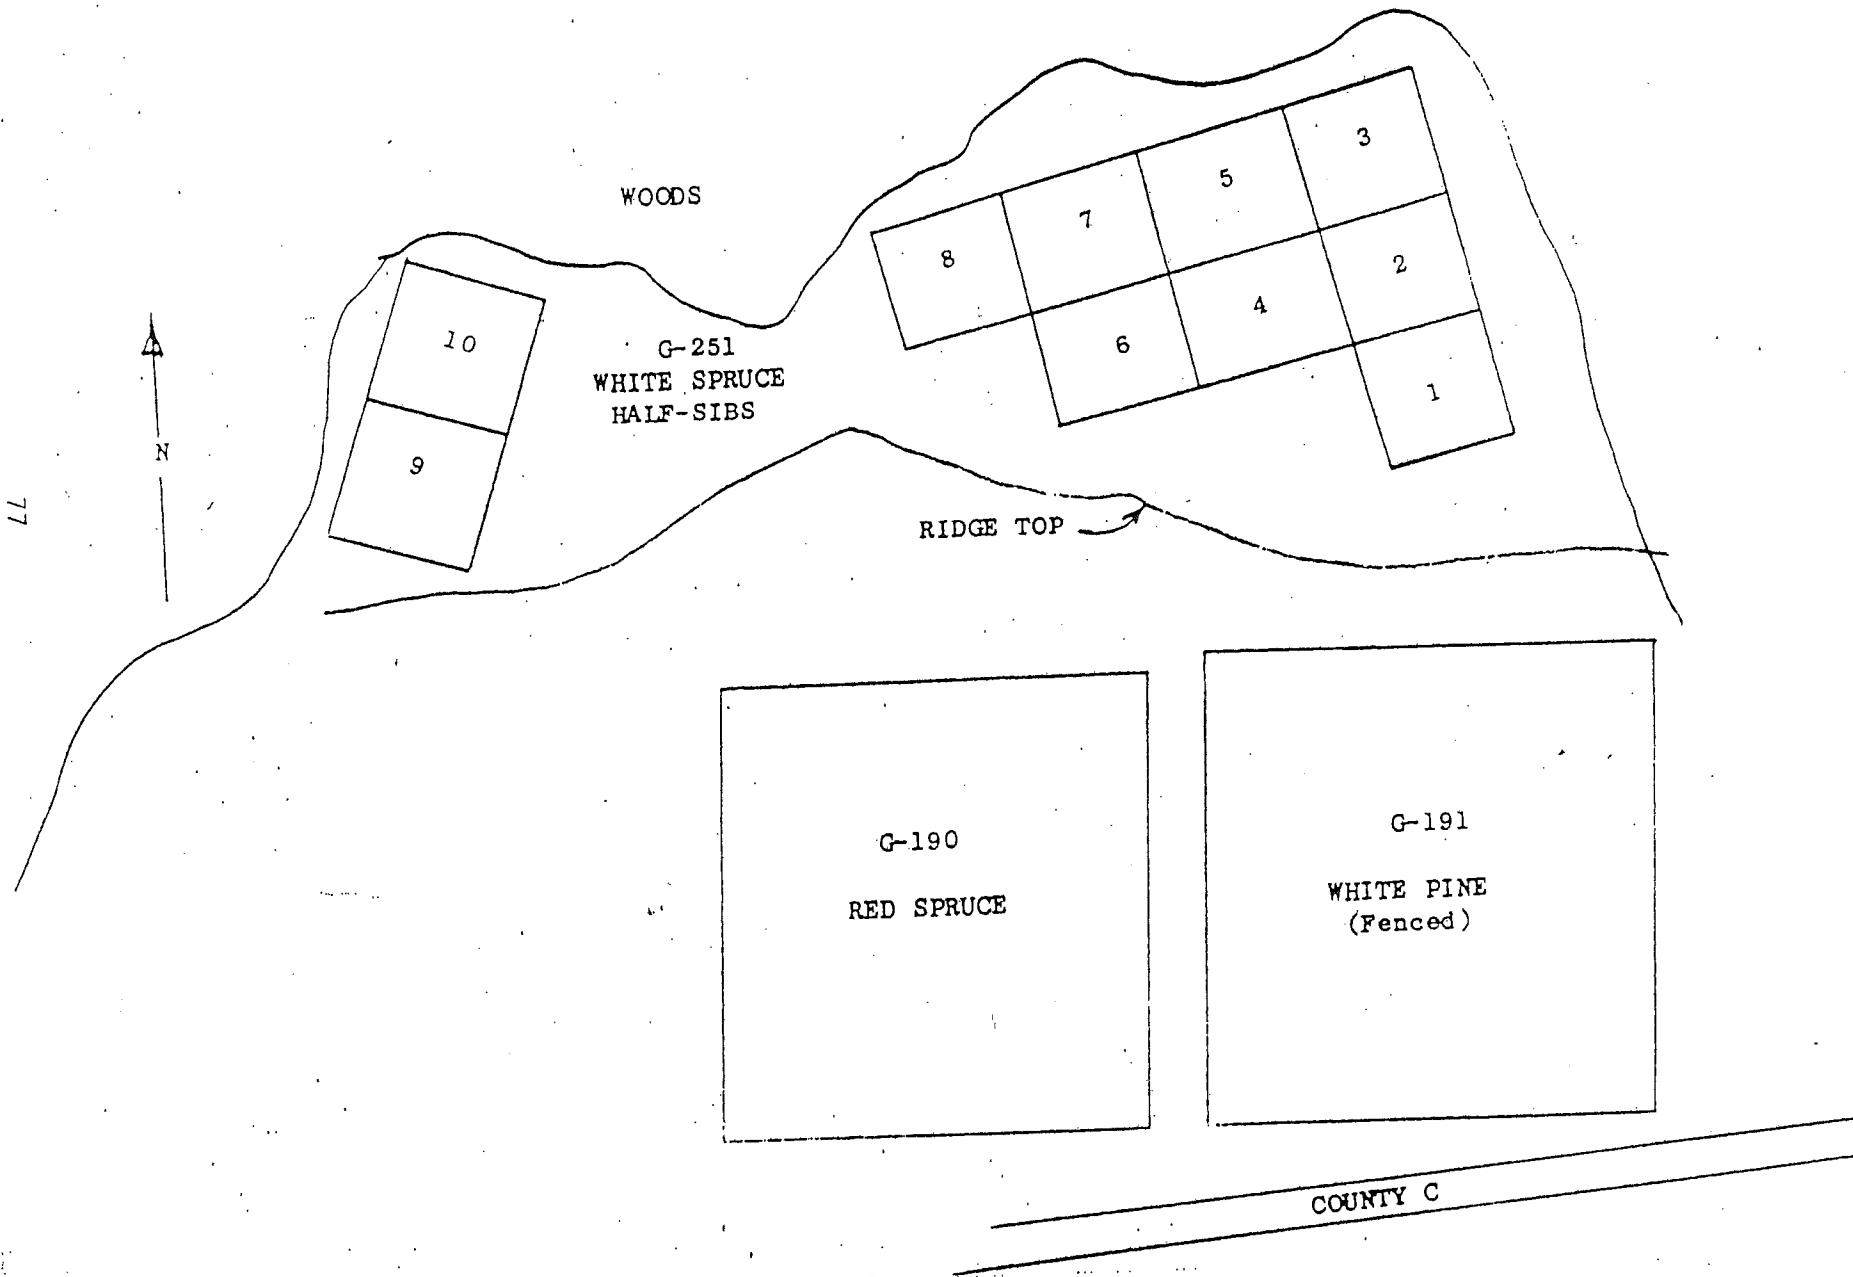 WOODS
3
5
7
8
2
4
6
1
10
9
G-251
WHITE SPRUCE
HALF-SIBS
N
77
RIDGE TOP
G-190
RED SPRUCE
G-191
WHITE PINE
(Fenced)
COUNTY C